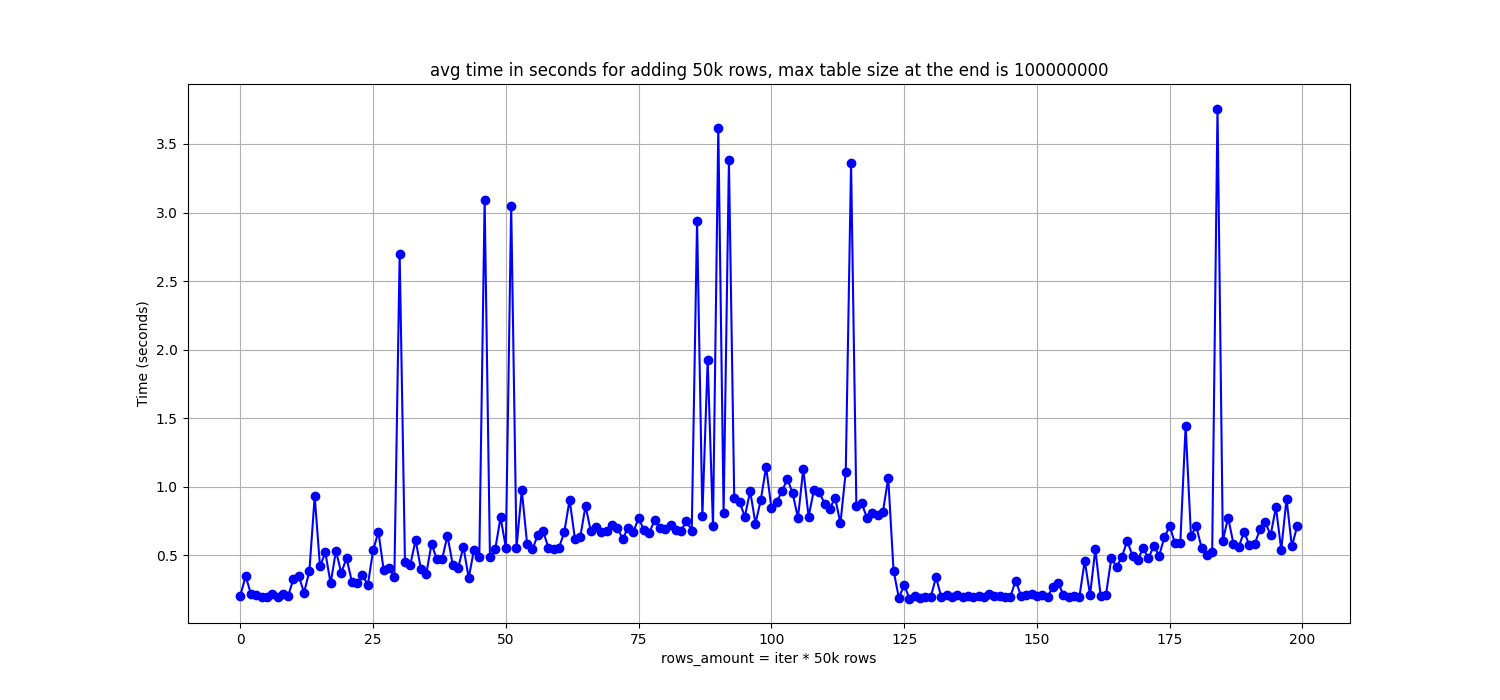 avg time in seconds for adding 50k rows, max table size at the end is 100000000
3.5
3.0
2.5
2.0
1.5
1.0
0.5
Time (seconds)
0 25 50 75 100 125 150 175 200
rows_amount = iter * 50k rows